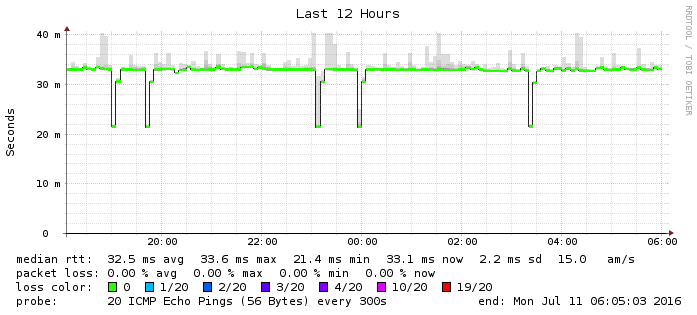 Last 12 Hours
RRDTOOL / TOBI OETIKER
Seconds
40 m
30 m
20 m
10 m
0
20:00 22:00 00:00 02:00 04:00 06:00
median rtt: 32.5 ms avg 33.6 ms max 21.4 ms min 33.1 ms now 2.2 ms sd 15.0 am/s
packet loss: 0.00 % avg 0.00 % max 0.00 % min 0.00 % now
loss color: 0 1/20 2/20 3/20 4/20 10/20 19/20
probe: 20 ICMP Echo Pings (56 Bytes) every 300s end: Mon Jul 11 06:05:03 2016